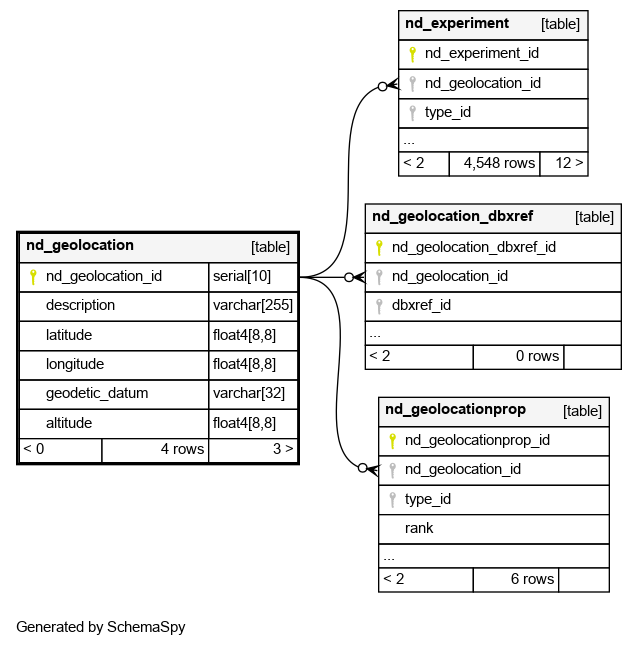 nd_experiment [table]
nd_experiment_id
nd_geolocation_id
type_id
...
< 2 4,548 rows 12 >
nd_geolocation_dbxref [table]
nd_geolocation_dbxref_id
nd_geolocation_id
dbxref_id
...
< 2 0 rows
nd_geolocation [table]
nd_geolocation_id serial[10]
description varchar[255]
latitude float4[8,8]
longitude float4[8,8]
geodetic_datum varchar[32]
altitude float4[8,8]
< 0 4 rows 3 >
nd_geolocationprop [table]
nd_geolocationprop_id
nd_geolocation_id
type_id
rank
...
< 2 6 rows
Generated by SchemaSpy